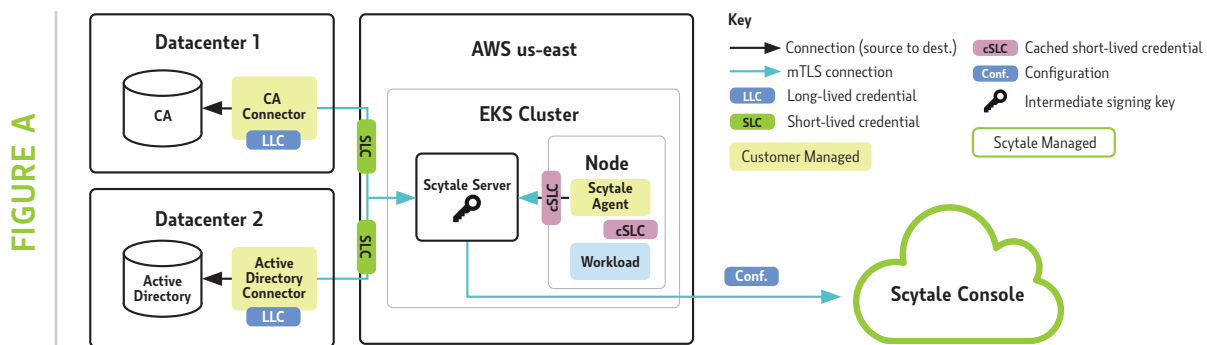 FIGURE A
Datacenter 1
CA
CA
Connector
LLC
Datacenter 2
Active
Directory
Active
Directory
Connector
LLC
SLC
SLC
AWS us-east
EKS Cluster
Scytale Server
Node
cSLC
Scytale
Agent
cSLC
Workload
Conf.
Scytale Console
Key
Connection (source to dest.)
mTLS connection
LLC Long-lived credential
SLC Short-lived credential
Customer Managed
cSLC Cached short-lived credential
Conf. Configuration
Intermediate signing key
Scytale Managed